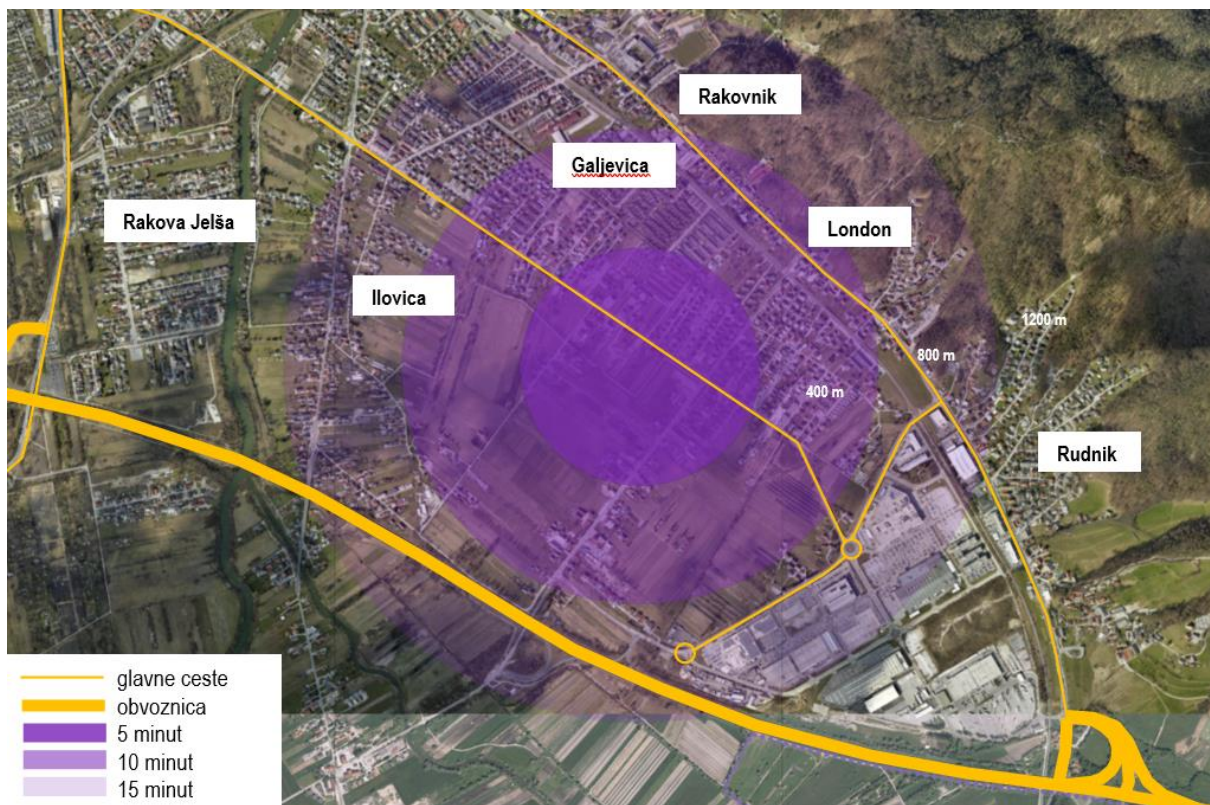 Rakovnik
Galjevica
Rakova Jelša
London
Ilovica
1200 m
800 m
400 m
Rudnik
glavne ceste
obvoznica
5 minut
10 minut
15 minut